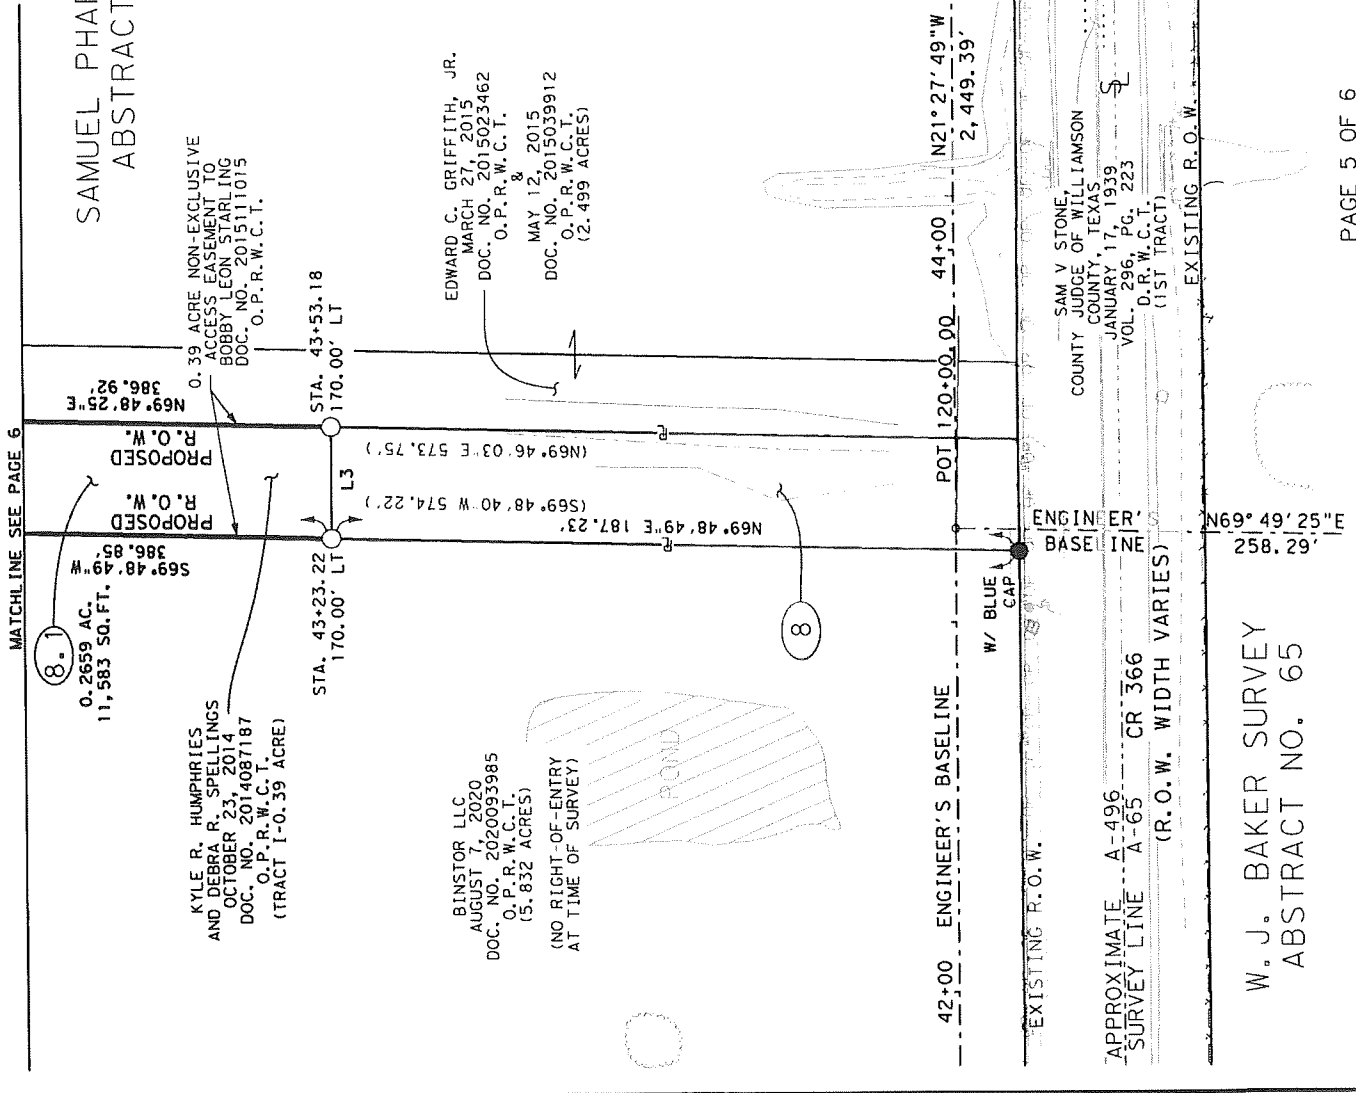 MATCHLINE SEE PAGE 6
SAMUEL PHA
ABSTRACT
8.1
0.2659 AC.
11,583 SQ.FT.
S69°48'49"W
386.85'
PROPOSED
R.O.W.
PROPOSED
R.O.W.
N69°48'25"E
386.92'
0.39 ACRE NON-EXCLUSIVE
ACCESS EASEMENT TO
BOBBY LEON STARLING
DOC. NO. 2015111015
O.P.R.W.C.T.
KYLE R. HUMPHRIES
AND DEBRA R. SPELLINGS
OCTOBER 23, 2014
DOC. NO. 2014087187
O.P.R.W.C.T.
(TRACT I-0.39 ACRE)
STA. 43+23.22
170.00' LT
L3
STA. 43+53.18
170.00' LT
EDWARD C. GRIFFITH, JR.
MARCH 27, 2015
DOC. NO. 2015023462
O.P.R.W.C.T.
&
MAY 12, 2015
DOC. NO. 2015039912
O.P.R.W.C.T.
(2.499 ACRES)
(N69°46'03"E 573.75')
(S69°48'40"W 574.22')
N69°48'49"E 187.23'
BINSTOR LLC
AUGUST 7, 2020
DOC. NO. 2020093985
O.P.R.W.C.T.
(5.832 ACRES)
(NO RIGHT-OF-ENTRY
AT TIME OF SURVEY)
POND
8
42+00
ENGINEER'S BASELINE
POT 120+00.00
44+00
N21°27'49"W
2,449.39'
W/ BLUE
CAP
ENGINEER'S
BASELINE
N69°49'25"E
258.29'
EXISTING R.O.W.
SAM V STONE,
COUNTY JUDGE OF WILLIAMSON
COUNTY, TEXAS
JANUARY 17, 1939
VOL. 296, PG. 223
D.R.W.C.T.
(1ST TRACT)
APPROXIMATE A-496
SURVEY LINE A-65
CR 366
(R.O.W. WIDTH VARIES)
EXISTING R.O.W.
W.J. BAKER SURVEY
ABSTRACT NO. 65
PAGE 5 OF 6